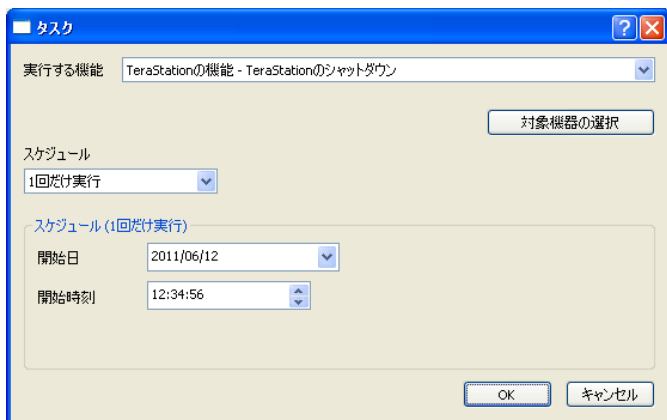 タスク
実行する機能 TeraStationの機能 - TeraStationのシャットダウン
対象機器の選択
スケジュール
1回だけ実行
スケジュール (1回だけ実行)
開始日 2011/06/12
開始時刻 12:34:56
OK キャンセル